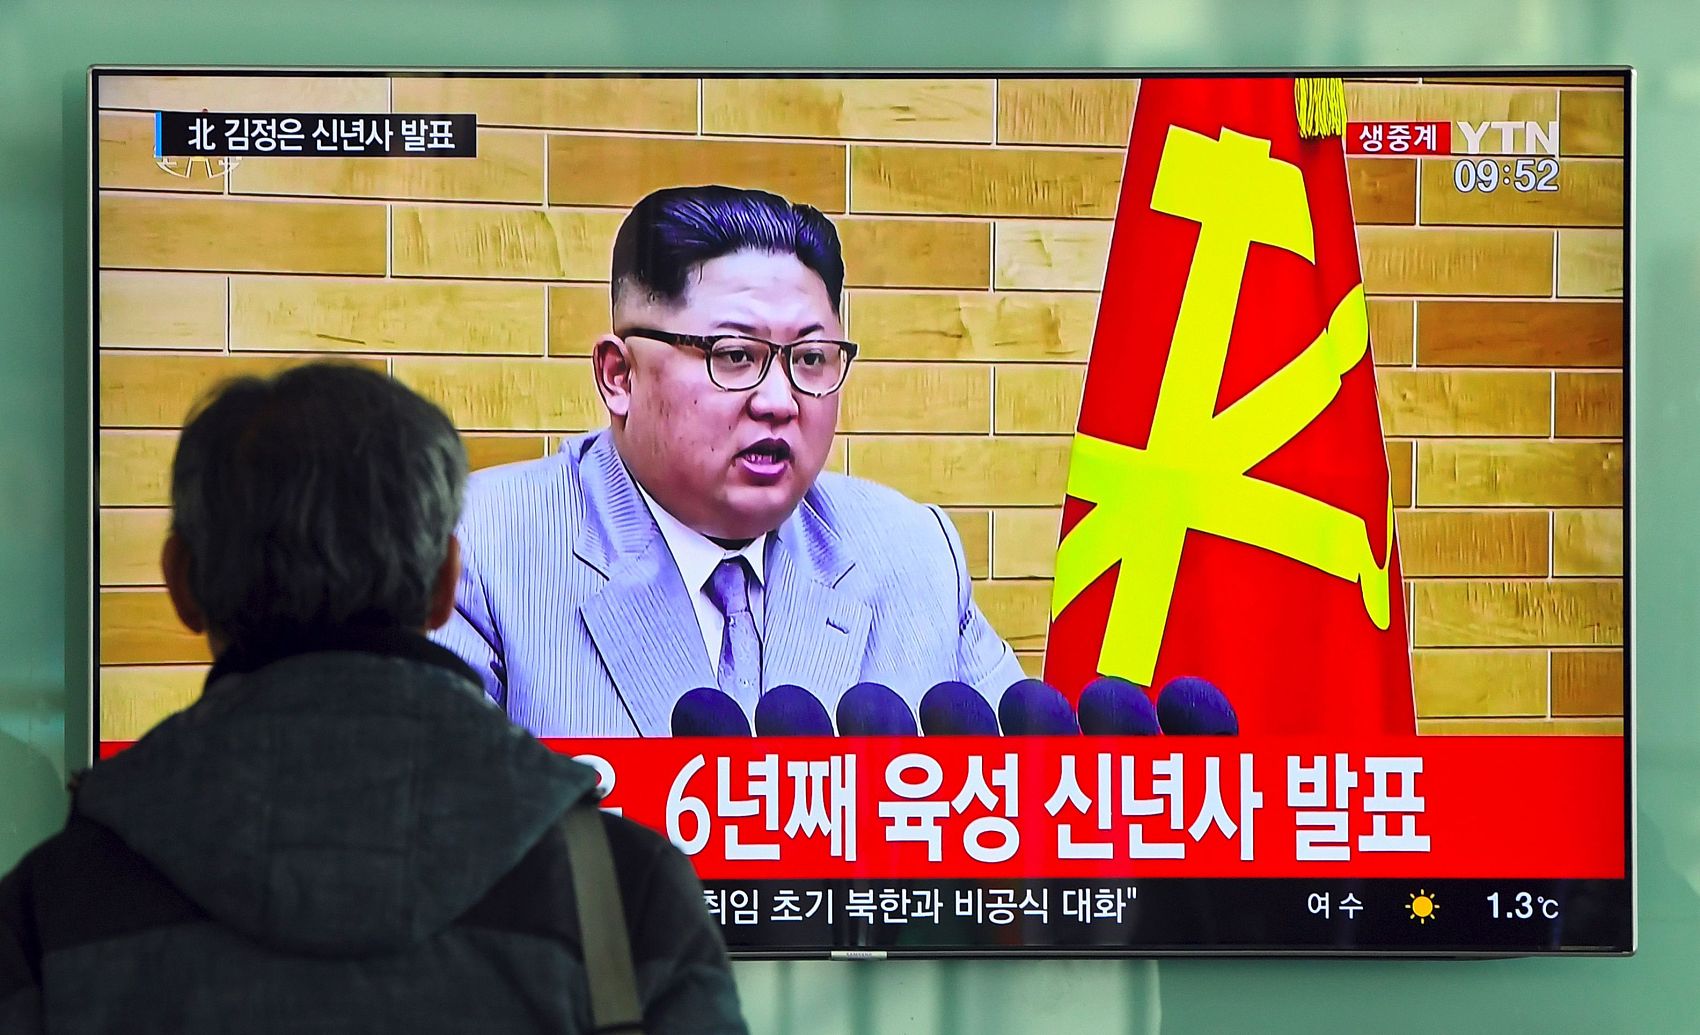 北 김정은 신년사 발표
생중계 YTN
09:52
6년째 육성 신년사 발표
취임 초기 북한과 비공식 대화"
여수 1.3℃
SAMSUNG